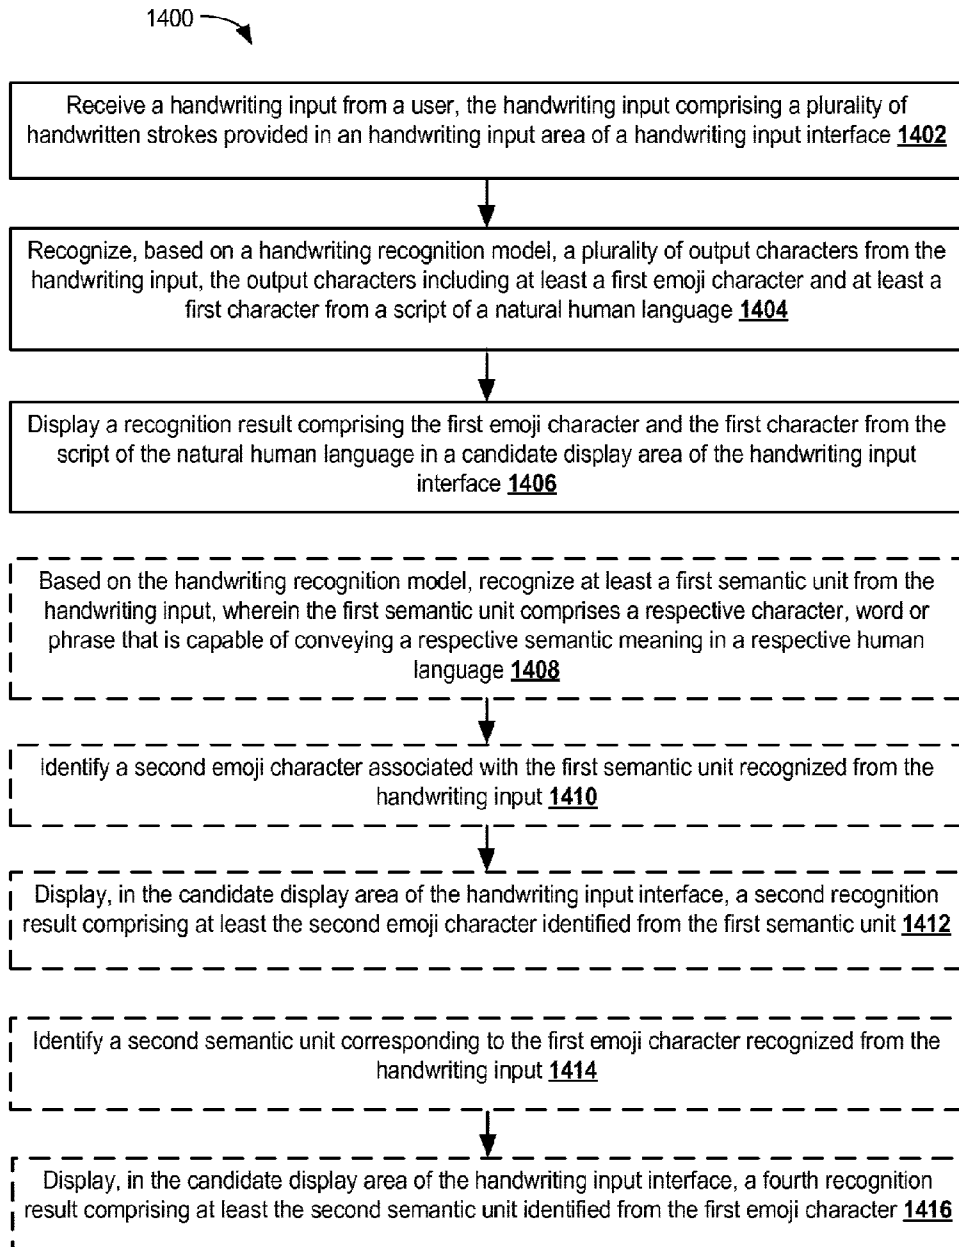 1400
Receive a handwriting input from a user, the handwriting input comprising a plurality of
handwritten strokes provided in an handwriting input area of a handwriting input interface 1402
Recognize, based on a handwriting recognition model, a plurality of output characters from the
handwriting input, the output characters including at least a first emoji character and at least a
first character from a script of a natural human language 1404
Display a recognition result comprising the first emoji character and the first character from the
script of the natural human language in a candidate display area of the handwriting input
interface 1406
Based on the handwriting recognition model, recognize at least a first semantic unit from the
handwriting input, wherein the first semantic unit comprises a respective character, word or
phrase that is capable of conveying a respective semantic meaning in a respective human
language 1408
Identify a second emoji character associated with the first semantic unit recognized from the
handwriting input 1410
Display, in the candidate display area of the handwriting input interface, a second recognition
result comprising at least the second emoji character identified from the first semantic unit 1412
Identify a second semantic unit corresponding to the first emoji character recognized from the
handwriting input 1414
Display, in the candidate display area of the handwriting input interface, a fourth recognition
result comprising at least the second semantic unit identified from the first emoji character 1416